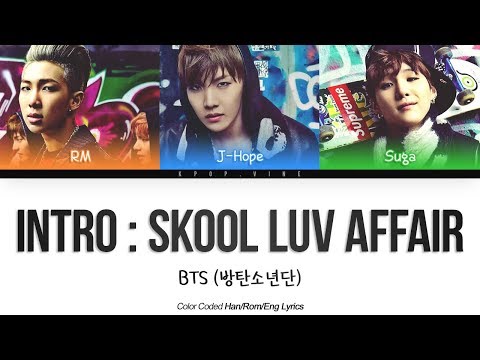 Supreme
RM
J-Hope
Suga
KPOP.VINE
INTRO : SKOOL LUV AFFAIR
BTS (방탄소년단)
Color Coded Han/Rom/Eng Lyrics